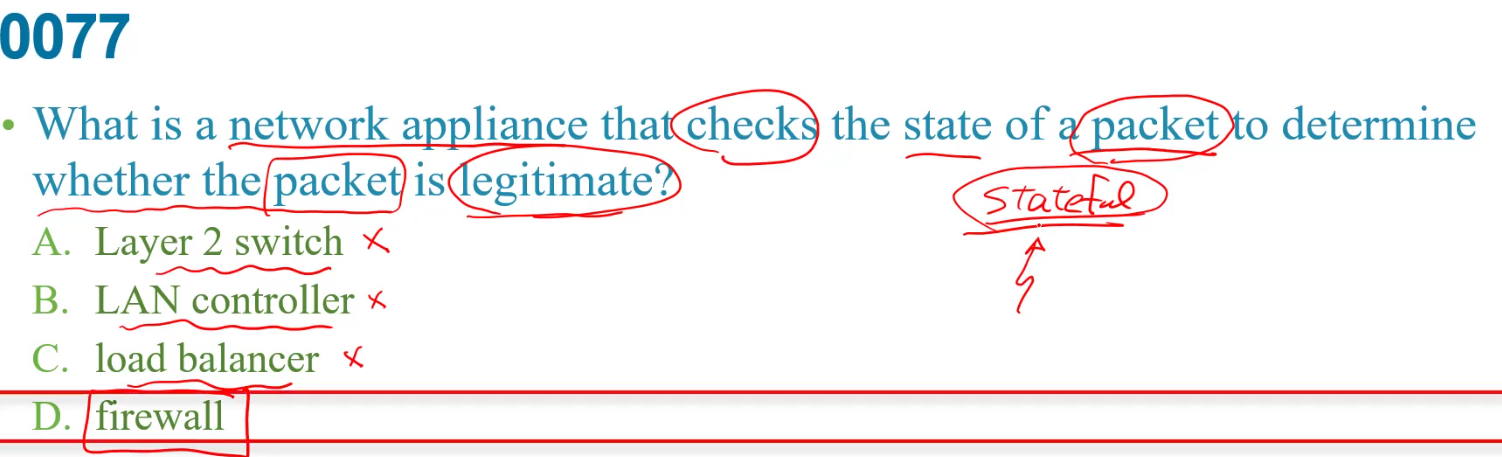 0077
• What is a network appliance that checks the state of a packet to determine
whether the packet is legitimate?
stateful
A. Layer 2 switch ×
B. LAN controller ×
C. load balancer ×
D. firewall